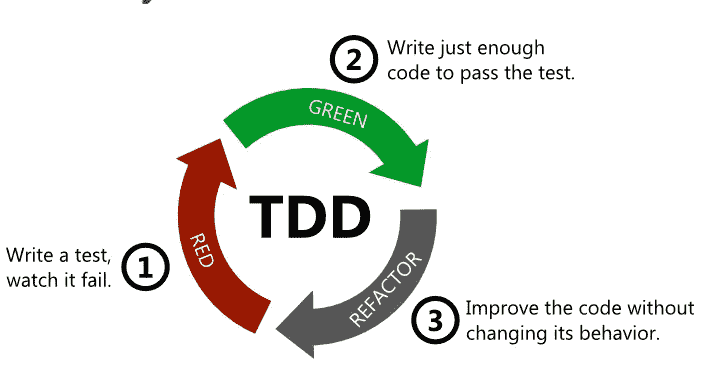 2
Write just enough
code to pass the test.
GREEN
TDD
RED
Write a test,
watch it fail.
1
REFACTOR
3
Improve the code without
changing its behavior.